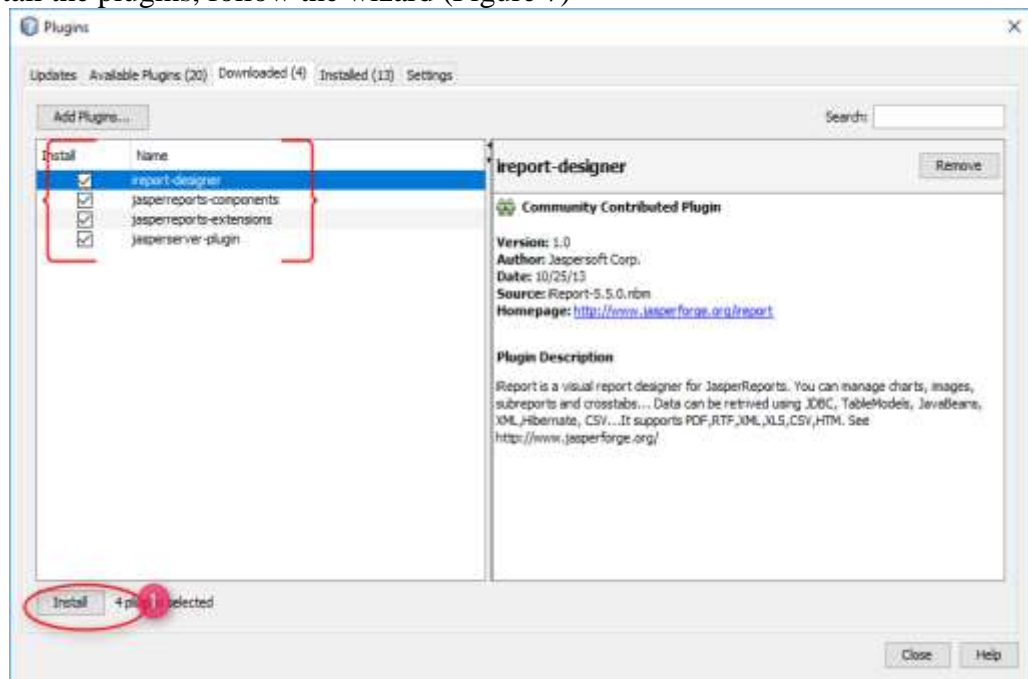 tall the plugins, follow the wizard (Figure 7)
Plugins
Updates Available Plugins (20) Downloaded (4) Installed (13) Settings
Add Plugins...
Search:
Install Name
ireport-designer
jasperreports-components
jasperreports-extensions
jasperserver-plugin
ireport-designer
Remove
Community Contributed Plugin
Version: 1.0
Author: Jaspersoft Corp.
Date: 10/25/13
Source: iReport-5.5.0.nbm
Homepage: http://www.jasperforge.org/ireport
Plugin Description
iReport is a visual report designer for JasperReports. You can manage charts, images,
subreports and crosstabs... Data can be retrived using JDBC, TableModels, JavaBeans,
XML,Hibernate, CSV...It supports PDF,RTF,XML,XLS,CSV,HTM. See
http://www.jasperforge.org/
Install 4 selected
1
Close Help